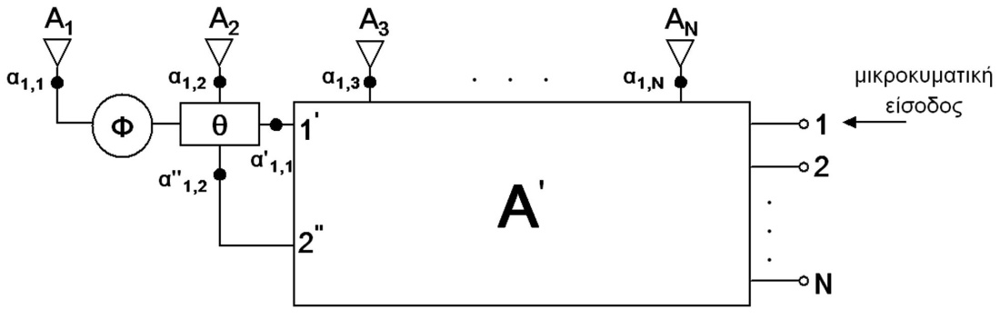 A1 A2 A3 AN
α1,1 α1,2 α1,3 . . . α1,N
μικροκυματική
είσοδος
Φ θ 1' 1
α'1,1
α''1,2 2
A'
2''
N